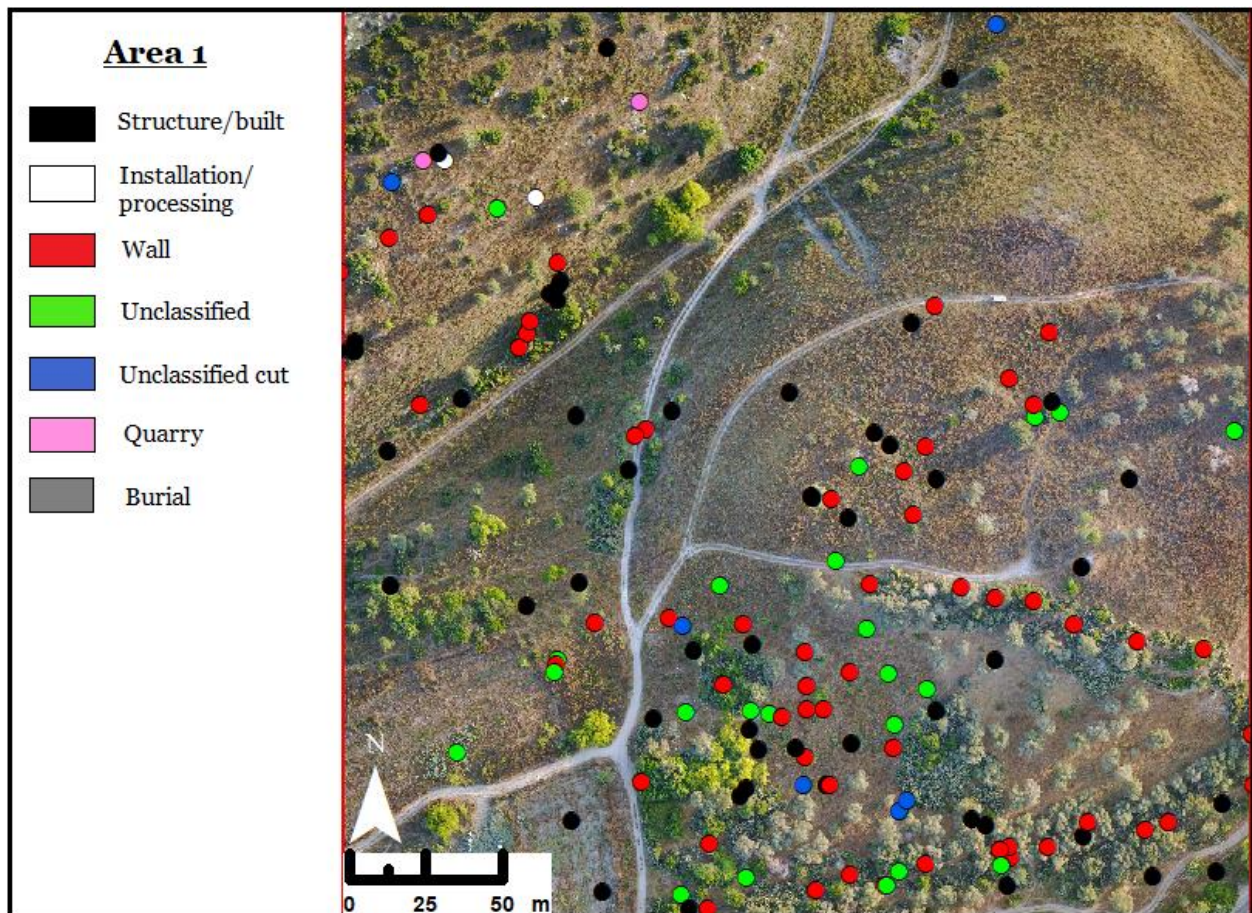 Area 1
Structure/built
Installation/
processing
Wall
Unclassified
Unclassified cut
Quarry
Burial
N
0 25 50 m